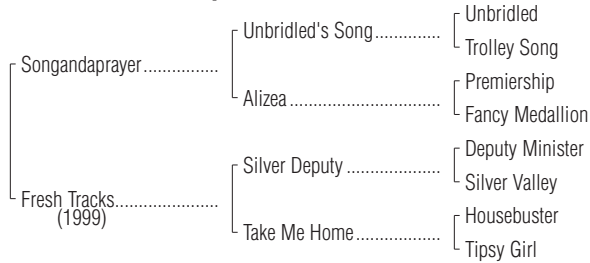 Unbridled
Unbridled's Song..............
Trolley Song
Songandaprayer................
Premiership
Alizea................................
Fancy Medallion
Deputy Minister
Silver Deputy....................
Silver Valley
Fresh Tracks......................
(1999)
Housebuster
Take Me Home..................
Tipsy Girl